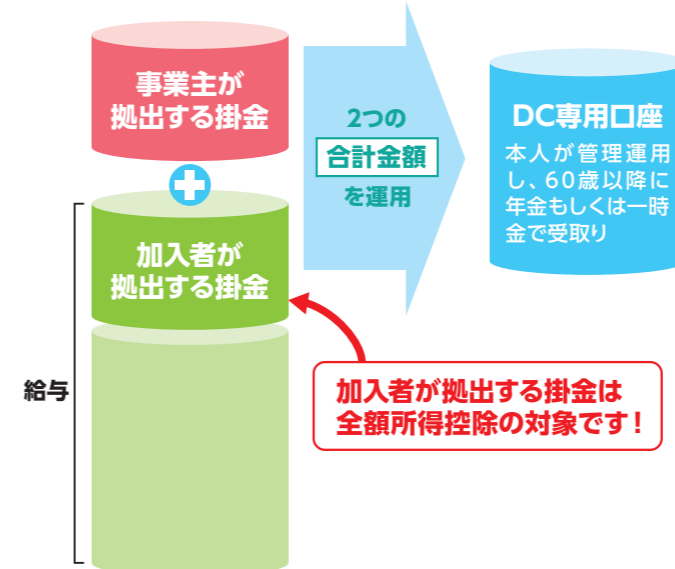 事業主が
拠出する掛金
加入者が
拠出する掛金
給与
2つの
合計金額
を運用
DC専用口座
本人が管理運用
し、60歳以降に
年金もしくは一時
金で受取り
加入者が拠出する掛金は
全額所得控除の対象です!